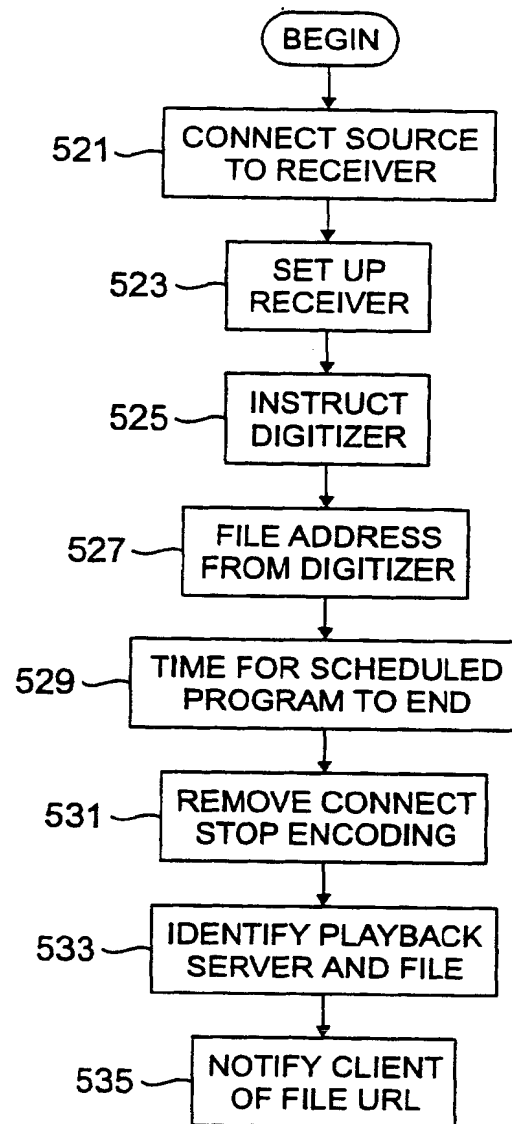 BEGIN
521
CONNECT SOURCE
TO RECEIVER
523
SET UP
RECEIVER
525
INSTRUCT
DIGITIZER
527
FILE ADDRESS
FROM DIGITIZER
529
TIME FOR SCHEDULED
PROGRAM TO END
531
REMOVE CONNECT
STOP ENCODING
533
IDENTIFY PLAYBACK
SERVER AND FILE
535
NOTIFY CLIENT
OF FILE URL